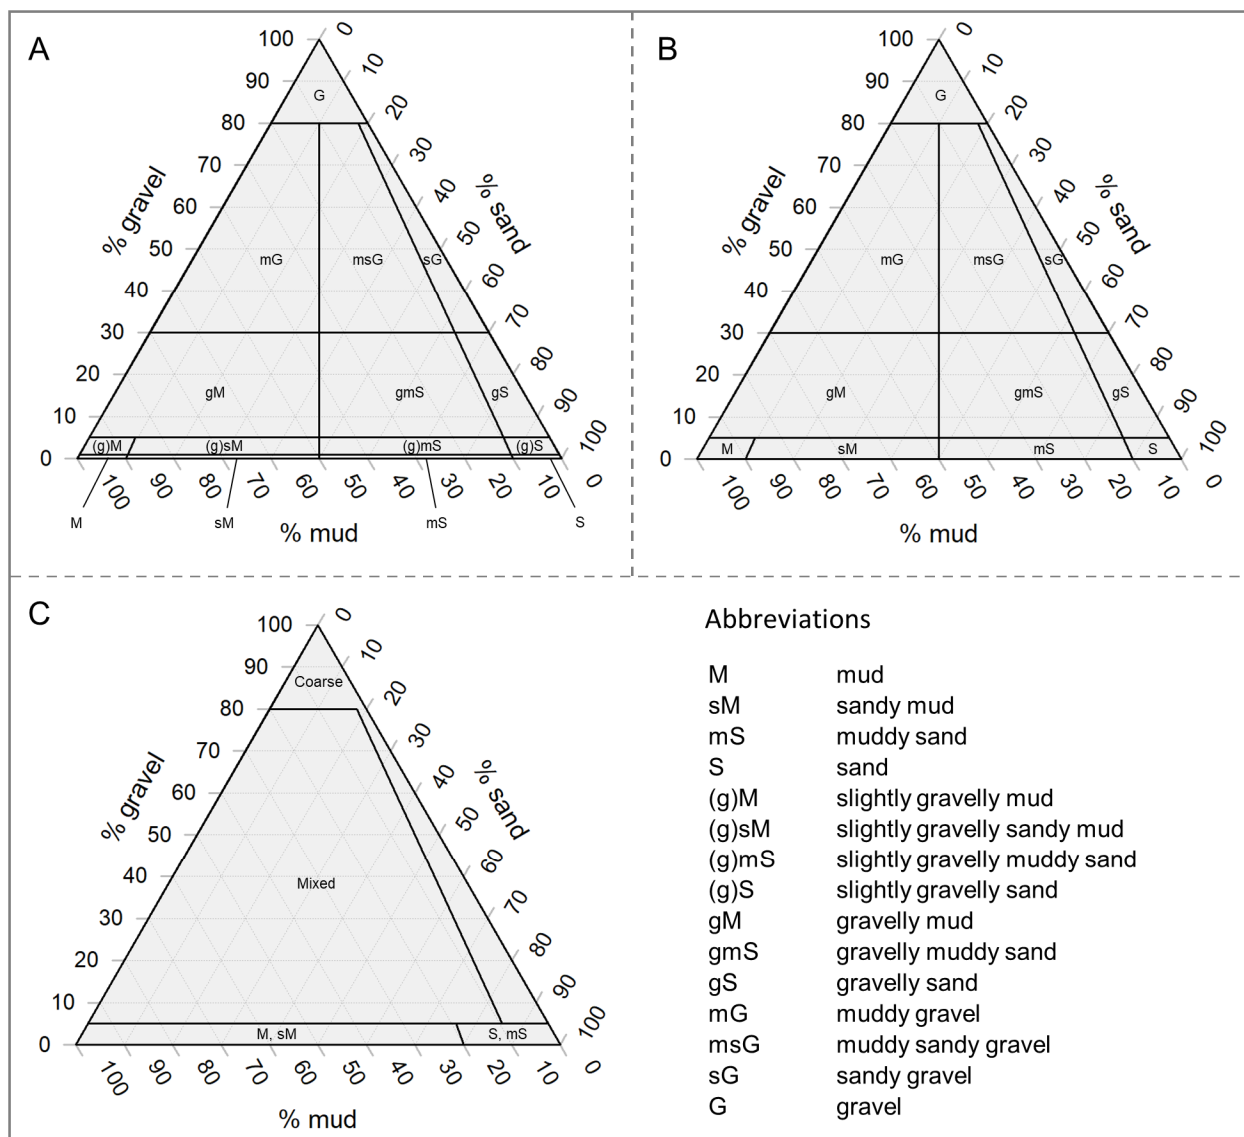 A
100
90
80
70
60
50
40
30
20
10
0
% gravel
0
10
20
30
40
50
60
70
80
90
100
% sand
G
mG
msG
sG
gM
gmS
gS
(g)M
(g)sM
(g)mS
(g)S
100
90
80
70
60
50
40
30
20
10
0
M
sM
mS
S
% mud
B
100
90
80
70
60
50
40
30
20
10
0
% gravel
0
10
20
30
40
50
60
70
80
90
100
% sand
G
mG
msG
sG
gM
gmS
gS
M
sM
mS
S
100
90
80
70
60
50
40
30
20
10
0
% mud
C
100
90
80
70
60
50
40
30
20
10
0
% gravel
0
10
20
30
40
50
60
70
80
90
100
% sand
Coarse
Mixed
M, sM
S, mS
100
90
80
70
60
50
40
30
20
10
0
% mud
Abbreviations
M mud
sM sandy mud
mS muddy sand
S sand
(g)M slightly gravelly mud
(g)sM slightly gravelly sandy mud
(g)mS slightly gravelly muddy sand
(g)S slightly gravelly sand
gM gravelly mud
gmS gravelly muddy sand
gS gravelly sand
mG muddy gravel
msG muddy sandy gravel
sG sandy gravel
G gravel